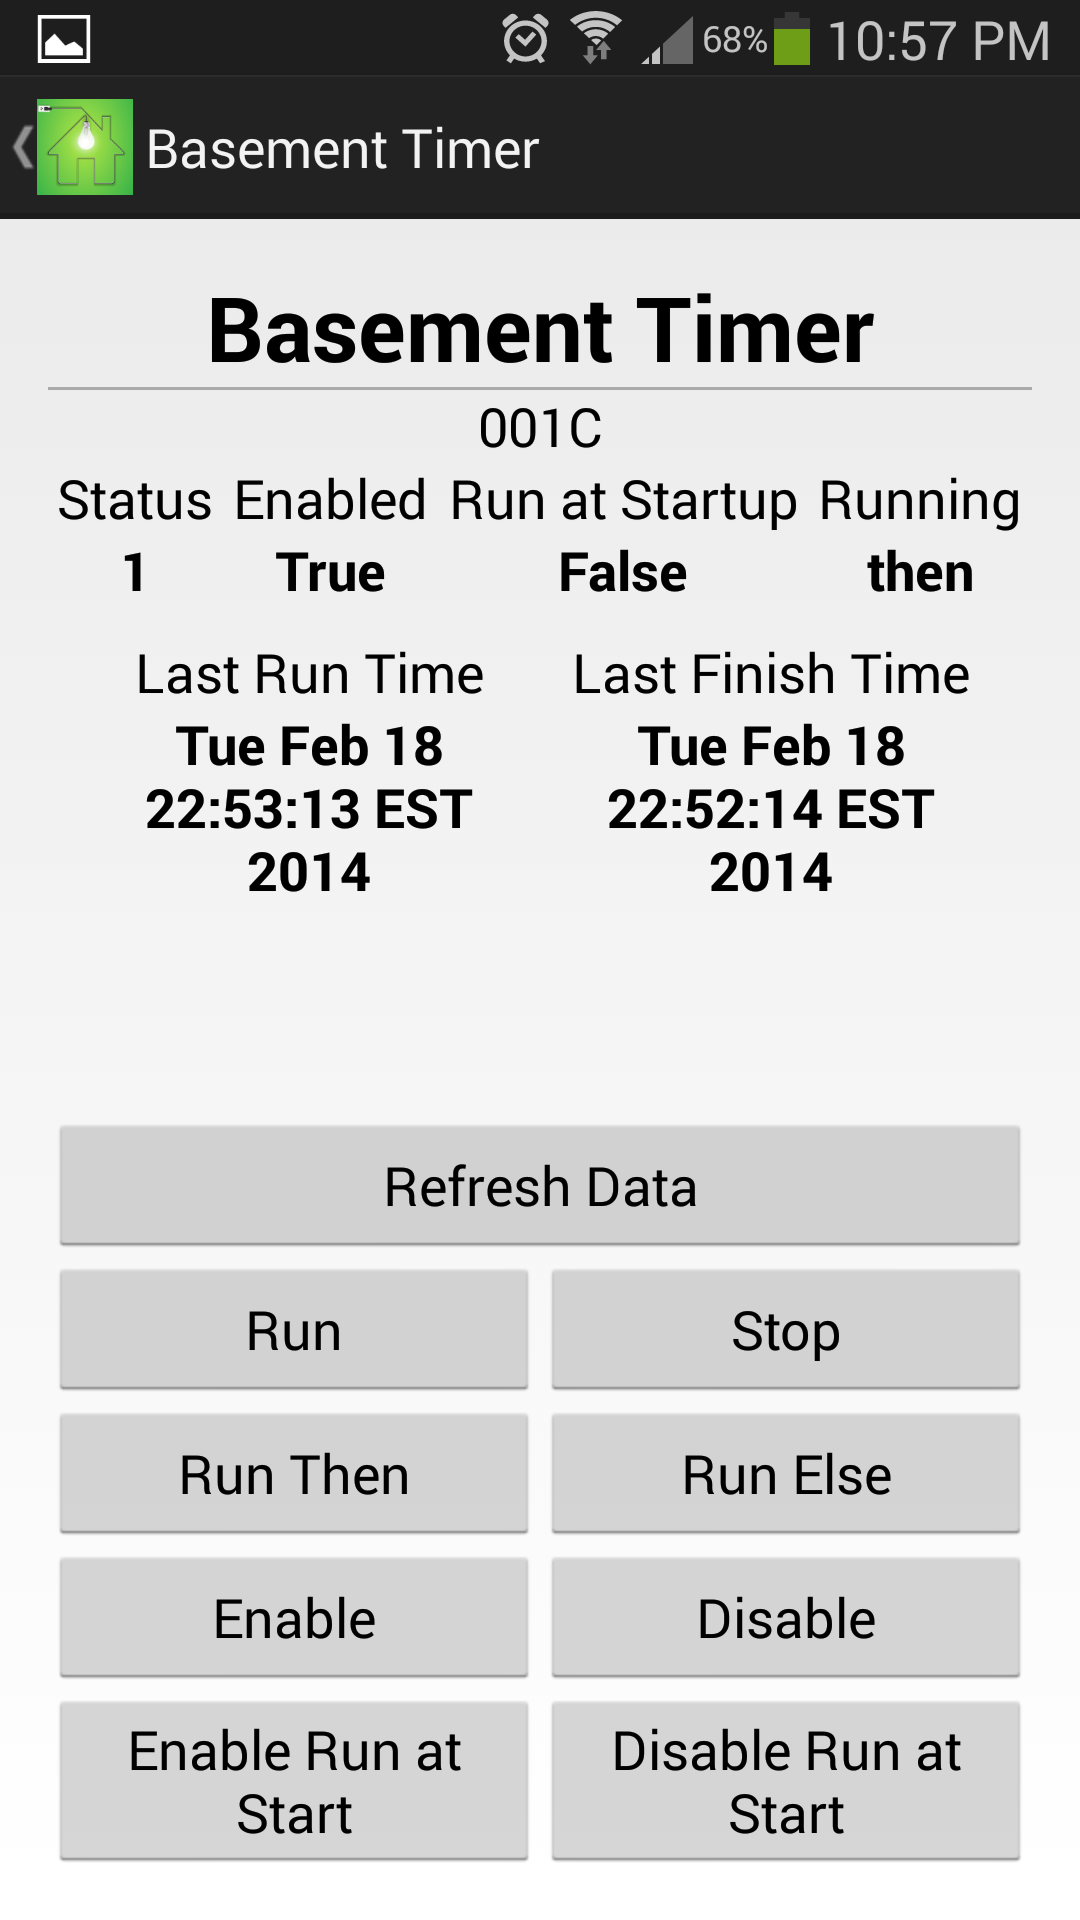 68% 10:57 PM
Basement Timer
Basement Timer
001C
Status Enabled Run at Startup Running
1 True False then
Last Run Time Last Finish Time
Tue Feb 18 Tue Feb 18
22:53:13 EST 22:52:14 EST
2014 2014
Refresh Data
Run Stop
Run Then Run Else
Enable Disable
Enable Run at Disable Run at
Start Start